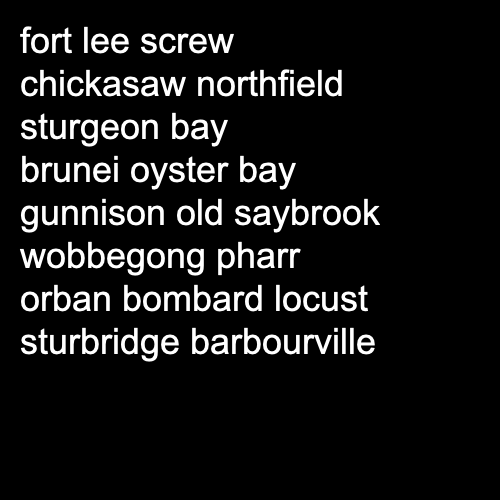 fort lee screw
chickasaw northfield
sturgeon bay
brunei oyster bay
gunnison old saybrook
wobbegong pharr
orban bombard locust
sturbridge barbourville